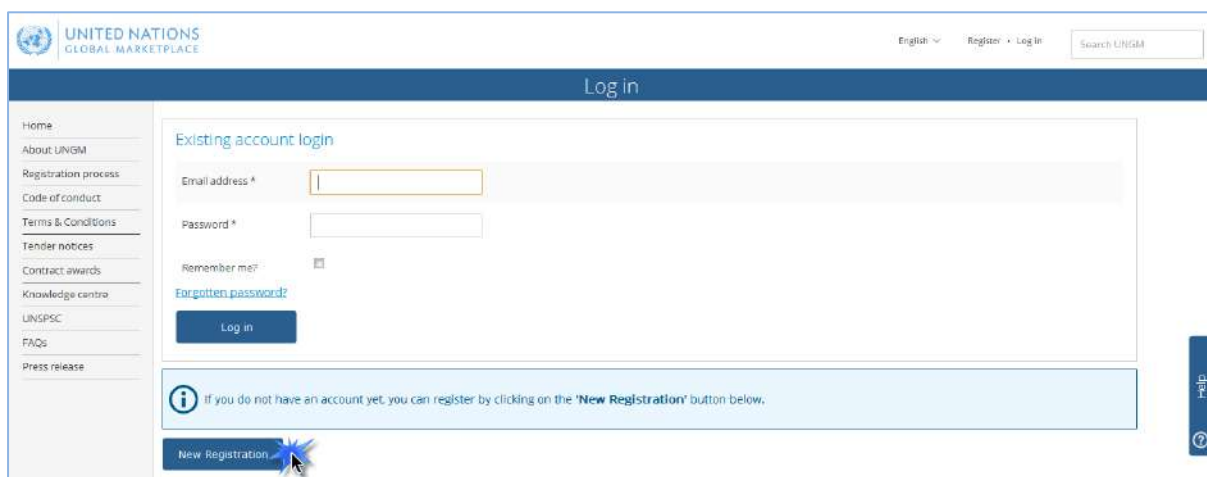 UNITED NATIONS
GLOBAL MARKETPLACE
English
Register • Log in
Search UNGM
Log in
Home
About UNGM
Registration process
Code of conduct
Terms & Conditions
Tender notices
Contract awards
Knowledge centre
UNSPSC
FAQs
Press release
Existing account login
Email address *
Password *
Remember me?
Forgotten password?
Log in
If you do not have an account yet, you can register by clicking on the 'New Registration' button below.
New Registration
Help